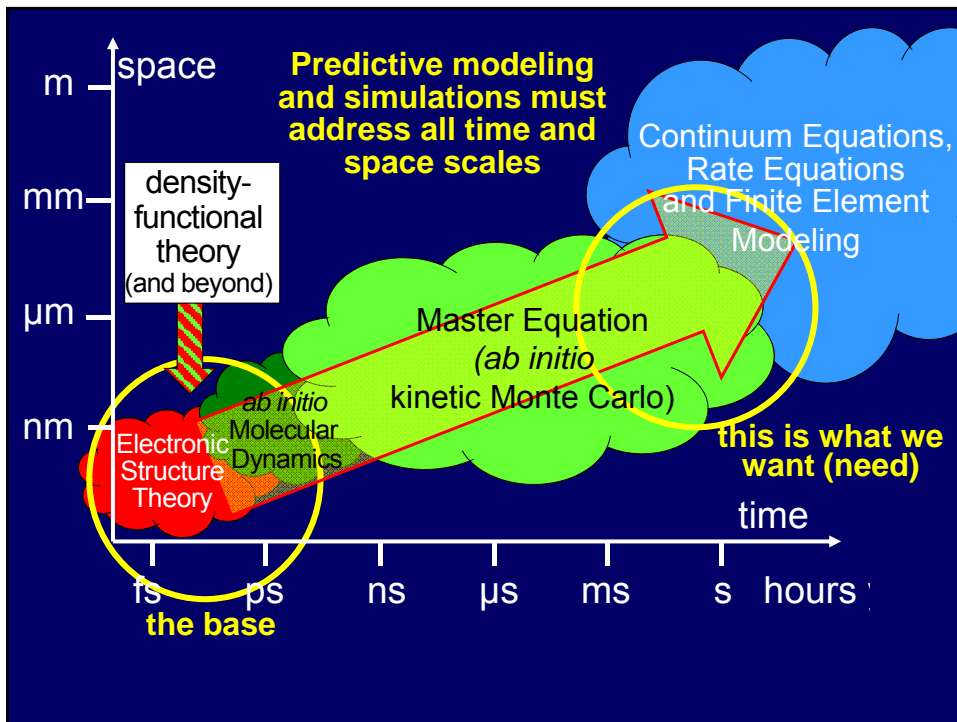 space
m
mm
µm
nm
Predictive modeling
and simulations must
address all time and
space scales
Continuum Equations,
Rate Equations
and Finite Element
Modeling
density-
functional
theory
(and beyond)
Master Equation
(ab initio
kinetic Monte Carlo)
ab initio
Molecular
Dynamics
Electronic
Structure
Theory
this is what we
want (need)
time
fs ps ns µs ms s hours
the base